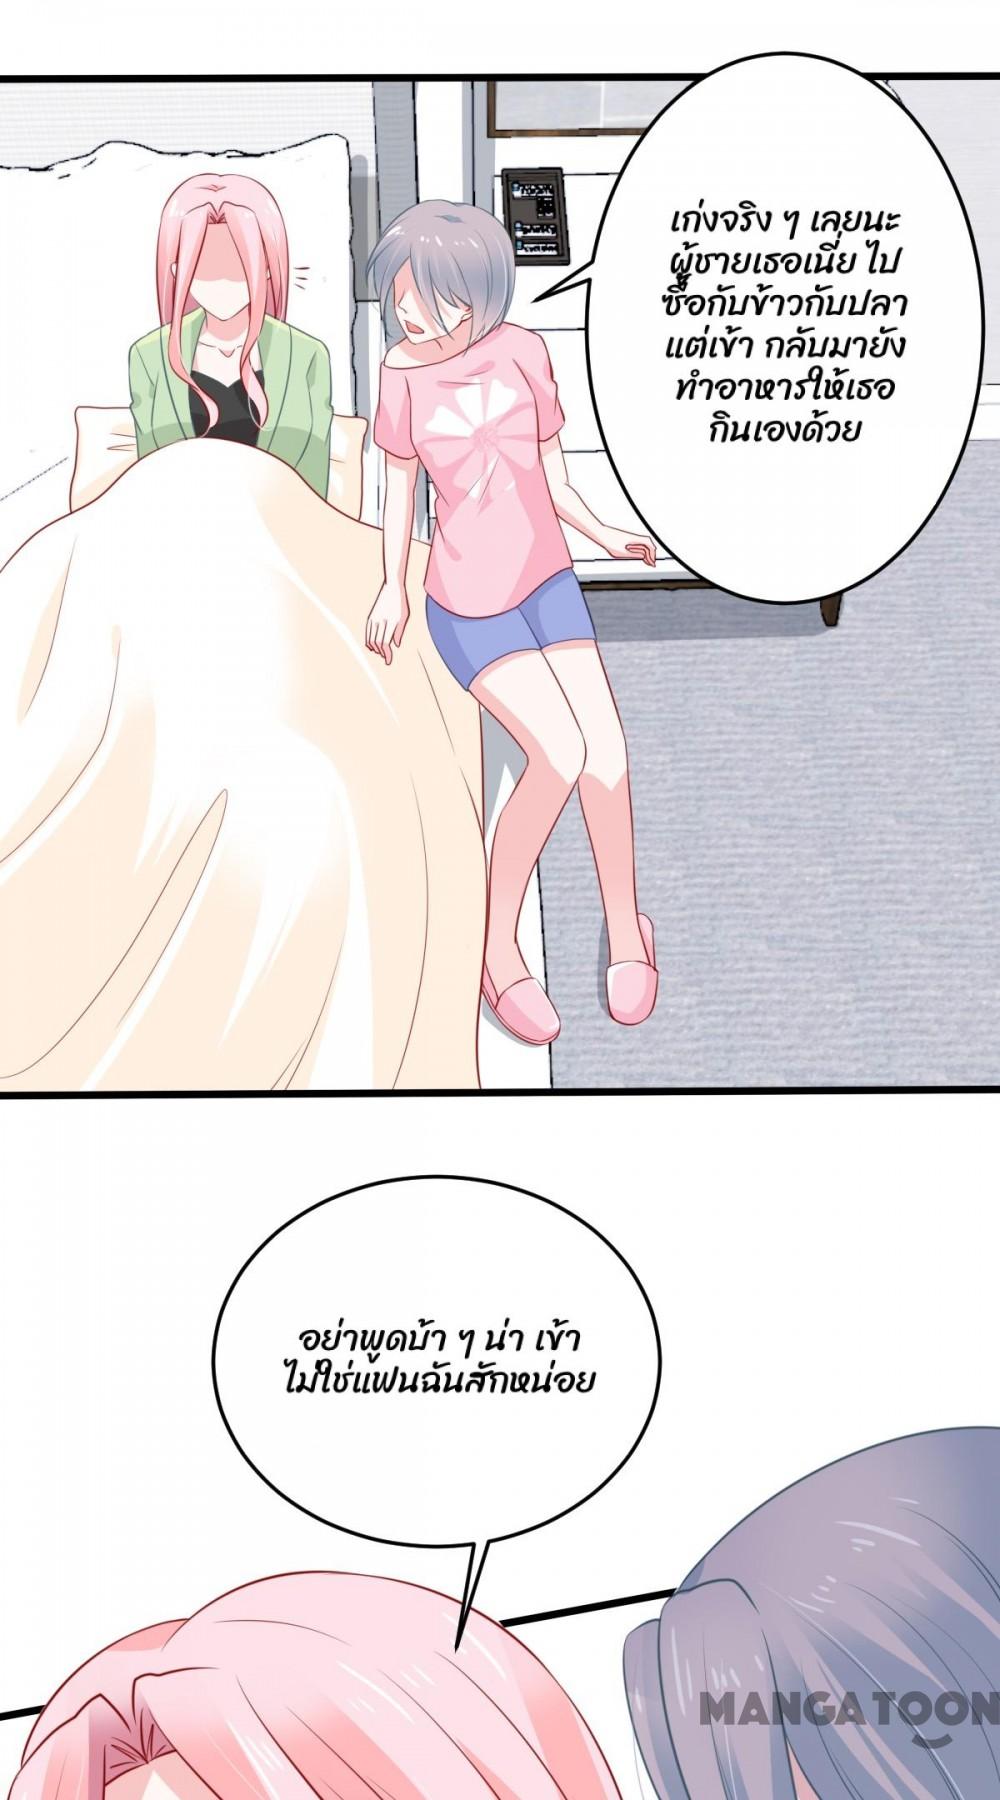 เก่งจริง ๆ เลยนะ
ผู้ชายเธอเนี่ย ไป
ซื้อกับข้าวกับปลา
แต่เช้า กลับมายัง
ทำอาหารให้เธอ
กินเองด้วย
อย่าพูดบ้า ๆ น่า เข้า
ไม่ใช่แฟนฉันสักหน่อย
MANGATOON